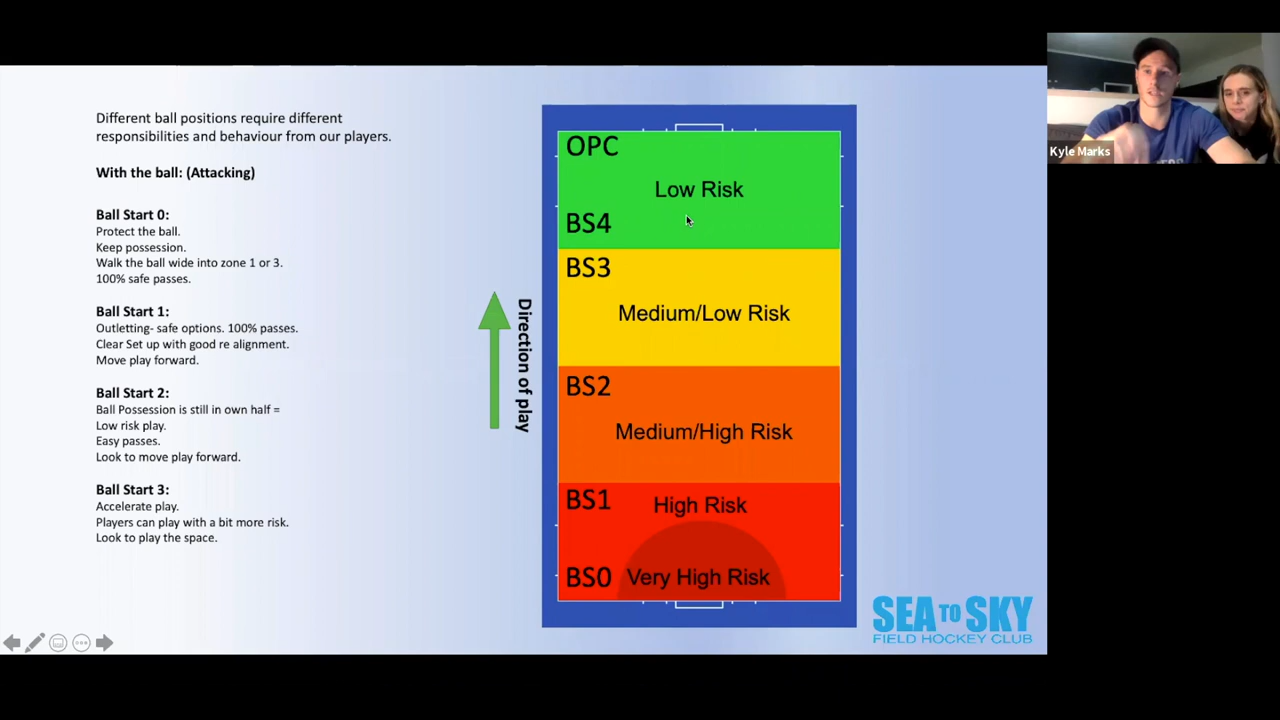 Different ball positions require different
responsibilities and behaviour from our players.
With the ball: (Attacking)
Ball Start 0:
Protect the ball.
Keep possession.
Walk the ball wide into zone 1 or 3.
100% safe passes.
Ball Start 1:
Outletting- safe options. 100% passes.
Clear Set up with good re alignment.
Move play forward.
Ball Start 2:
Ball Possession is still in own half =
Low risk play.
Easy passes.
Look to move play forward.
Ball Start 3:
Accelerate play.
Players can play with a bit more risk.
Look to play the space.
Direction of play
OPC
Low Risk
BS4
BS3
Medium/Low Risk
BS2
Medium/High Risk
BS1 High Risk
BS0 Very High Risk
SEA TO SKY
FIELD HOCKEY CLUB
Kyle Marks